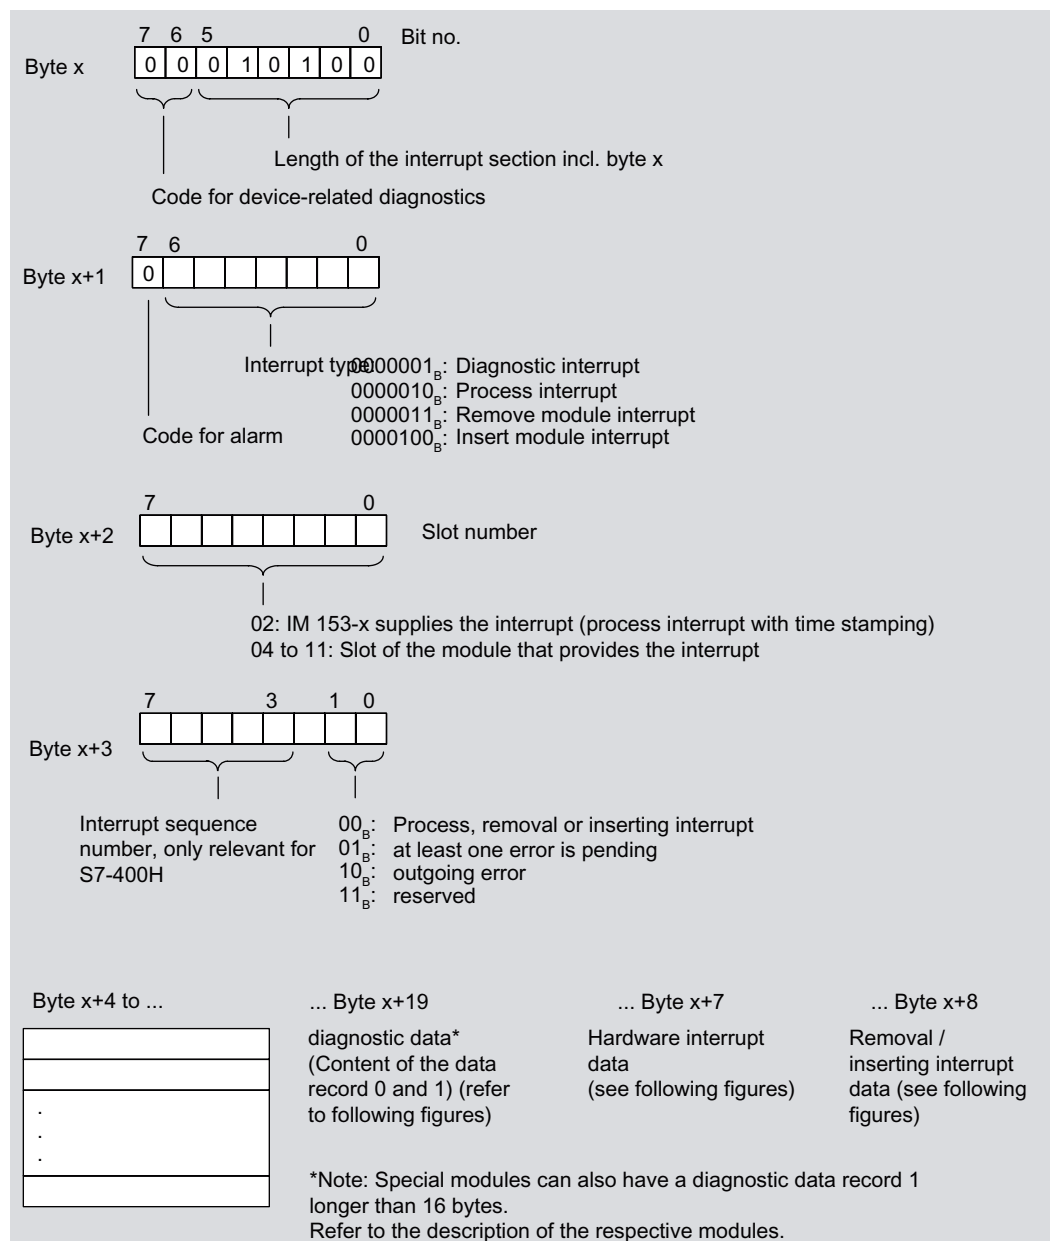 7 6 5 0 Bit no.
Byte x 0 0 0 1 0 1 0 0
Length of the interrupt section incl. byte x
Code for device-related diagnostics
7 6 0
Byte x+1 0
Interrupt type: 0000001B: Diagnostic interrupt
0000010B: Process interrupt
0000011B: Remove module interrupt
Code for alarm 0000100B: Insert module interrupt
7 0
Byte x+2 Slot number
02: IM 153-x supplies the interrupt (process interrupt with time stamping)
04 to 11: Slot of the module that provides the interrupt
7 3 1 0
Byte x+3
Interrupt sequence
number, only relevant for
S7-400H
00B: Process, removal or inserting interrupt
01B: at least one error is pending
10B: outgoing error
11B: reserved
Byte x+4 to ...
... Byte x+19
diagnostic data*
(Content of the data
record 0 and 1) (refer
to following figures)
... Byte x+7
Hardware interrupt
data
(see following figures)
... Byte x+8
Removal /
inserting interrupt
data (see following
figures)
.
.
.
*Note: Special modules can also have a diagnostic data record 1
longer than 16 bytes.
Refer to the description of the respective modules.